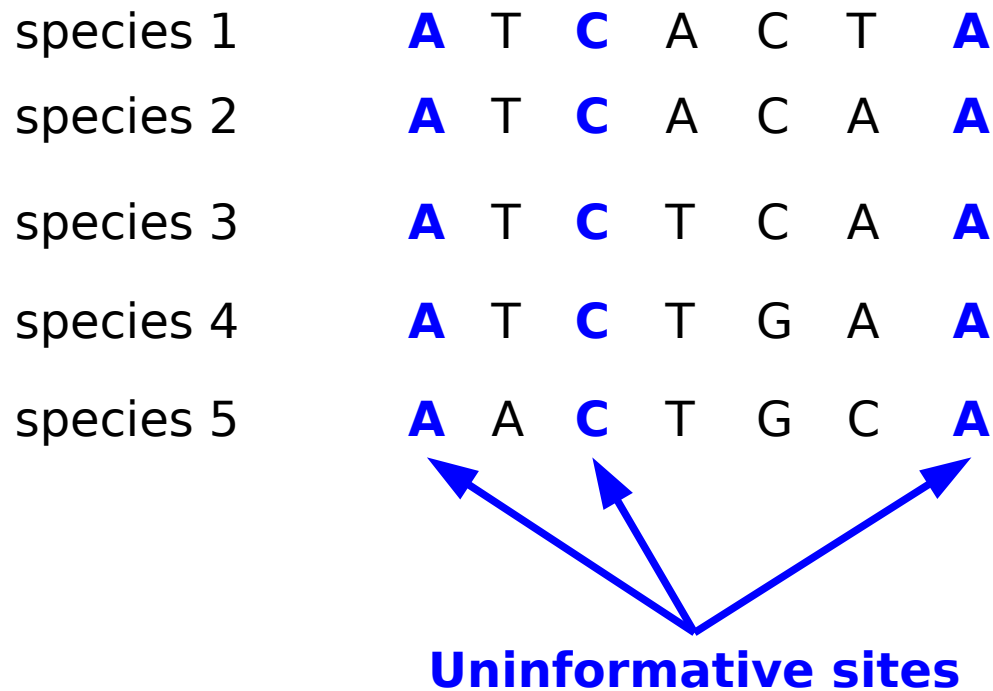 species 1 A T C A C T A
species 2 A T C A C A A
species 3 A T C T C A A
species 4 A T C T G A A
species 5 A A C T G C A
Uninformative sites